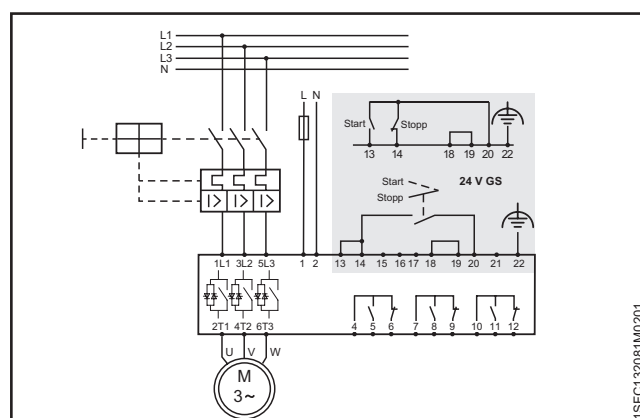 L1
L2
L3
N
L N
Start Stopp
13 14 18 19 20 22
Start
Stopp
24 V GS
I> I> I>
1L1 3L2 5L3 1 2 13 14 15 16 17 18 19 20 21 22
2T1 4T2 6T3 4 5 6 7 8 9 10 11 12
U V W
M
3~
1SFC132081M0201